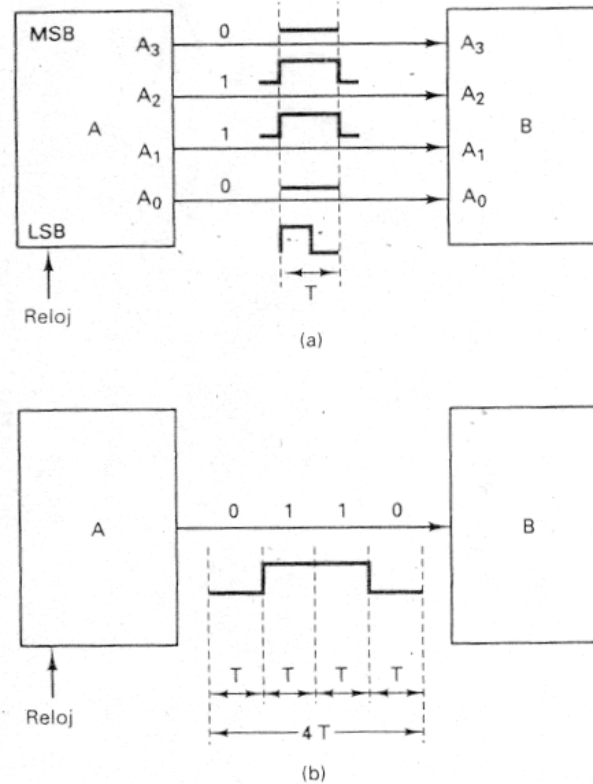 MSB
A3 0 A3
A2 1 A2
A B
A1 1 A1
A0 0 A0
LSB
T
Reloj
(a)
0 1 1 0
A B
T T T T
Reloj
4 T
(b)